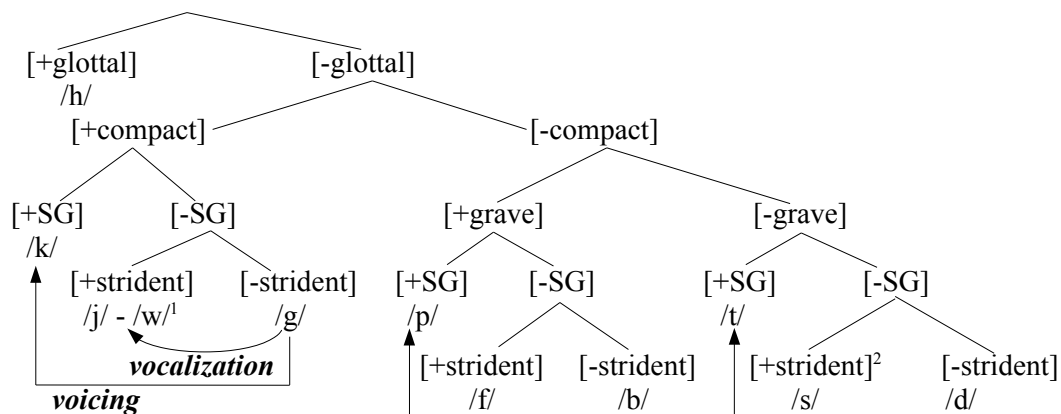 [+glottal] [-glottal]
/h/
[+compact] [-compact]
[+SG] [-SG] [+grave] [-grave]
/k/
[+strident] [-strident] [+SG] [-SG] [+SG] [-SG]
/j/ - /w/¹ /g/ /p/ /t/
vocalization [+strident] [-strident] [+strident]² [-strident]
voicing /f/ /b/ /s/ /d/